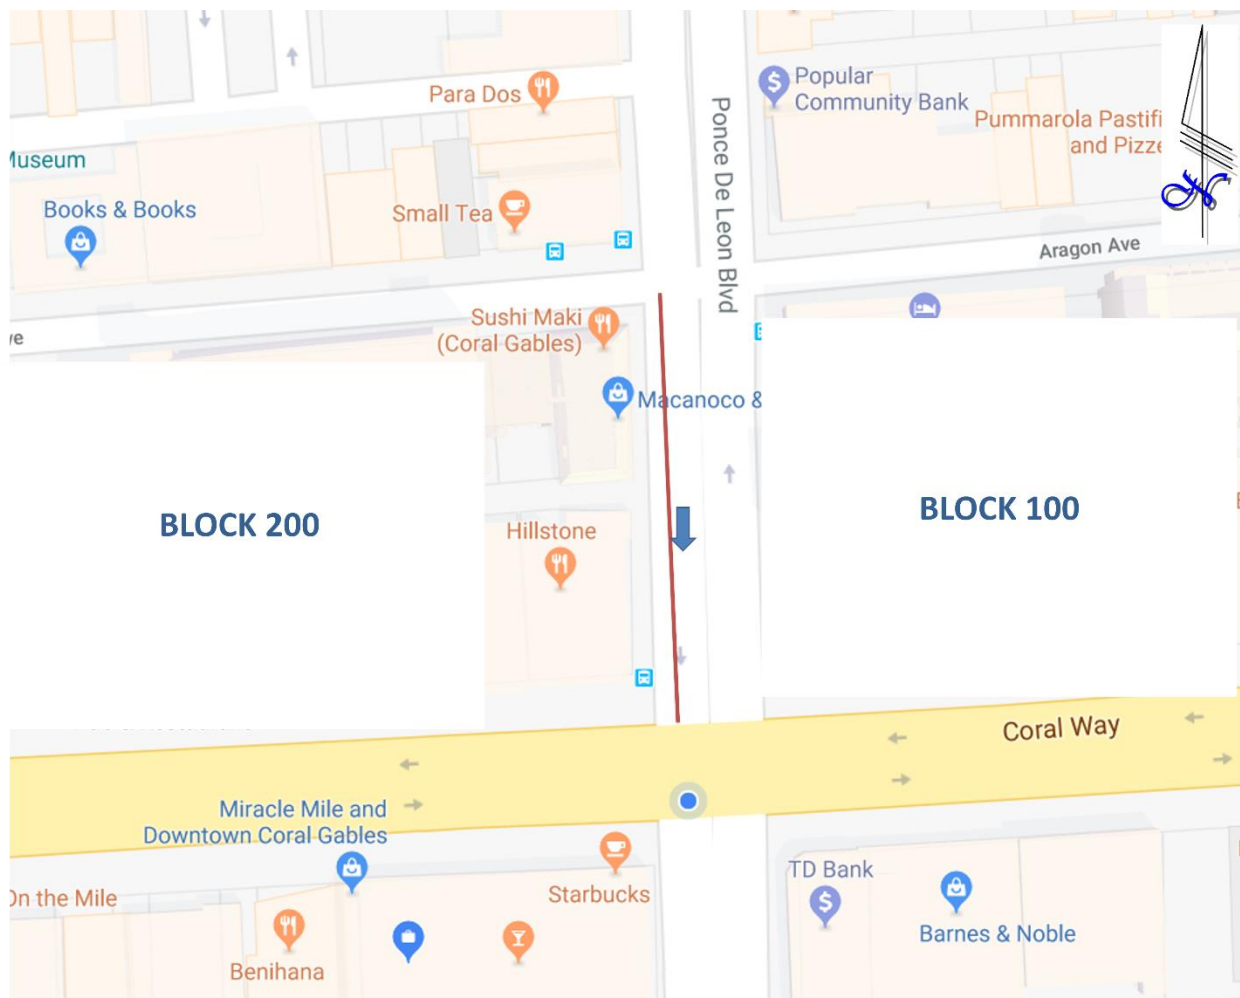 Para Dos
Popular
Community Bank
Pummarola Pastifi
and Pizze
Museum
Books & Books
Small Tea
Ponce De Leon Blvd
Aragon Ave
ve
Sushi Maki
(Coral Gables)
Macanoco &
BLOCK 200
BLOCK 100
Hillstone
Coral Way
Miracle Mile and
Downtown Coral Gables
TD Bank
On the Mile
Starbucks
Barnes & Noble
Benihana
N